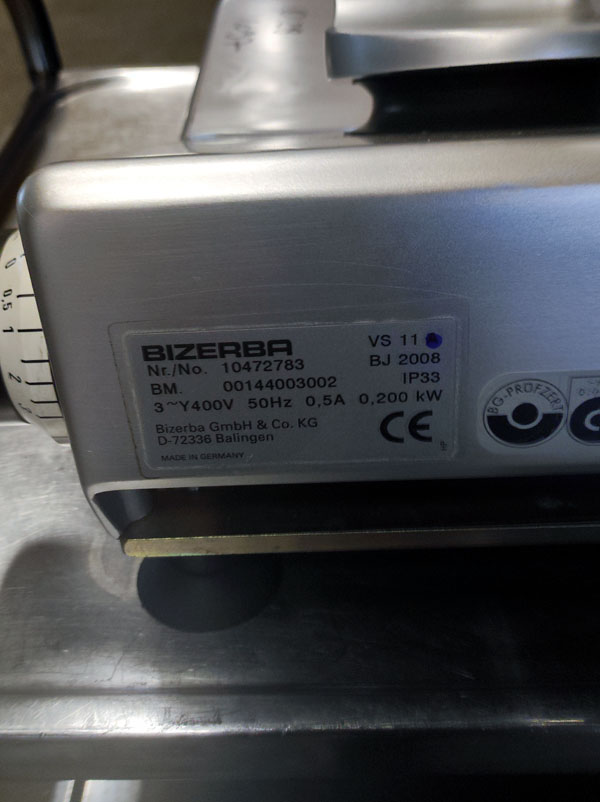 BIZERBA
VS 11
Nr./No. 10472783
BJ 2008
BM. 00144003002
IP33
3~Y400V 50Hz 0,5A 0,200 kW
Bizerba GmbH & Co. KG
D-72336 Balingen
CE
MADE IN GERMANY
BG-PRÜFZERT
0
0,5
1
2